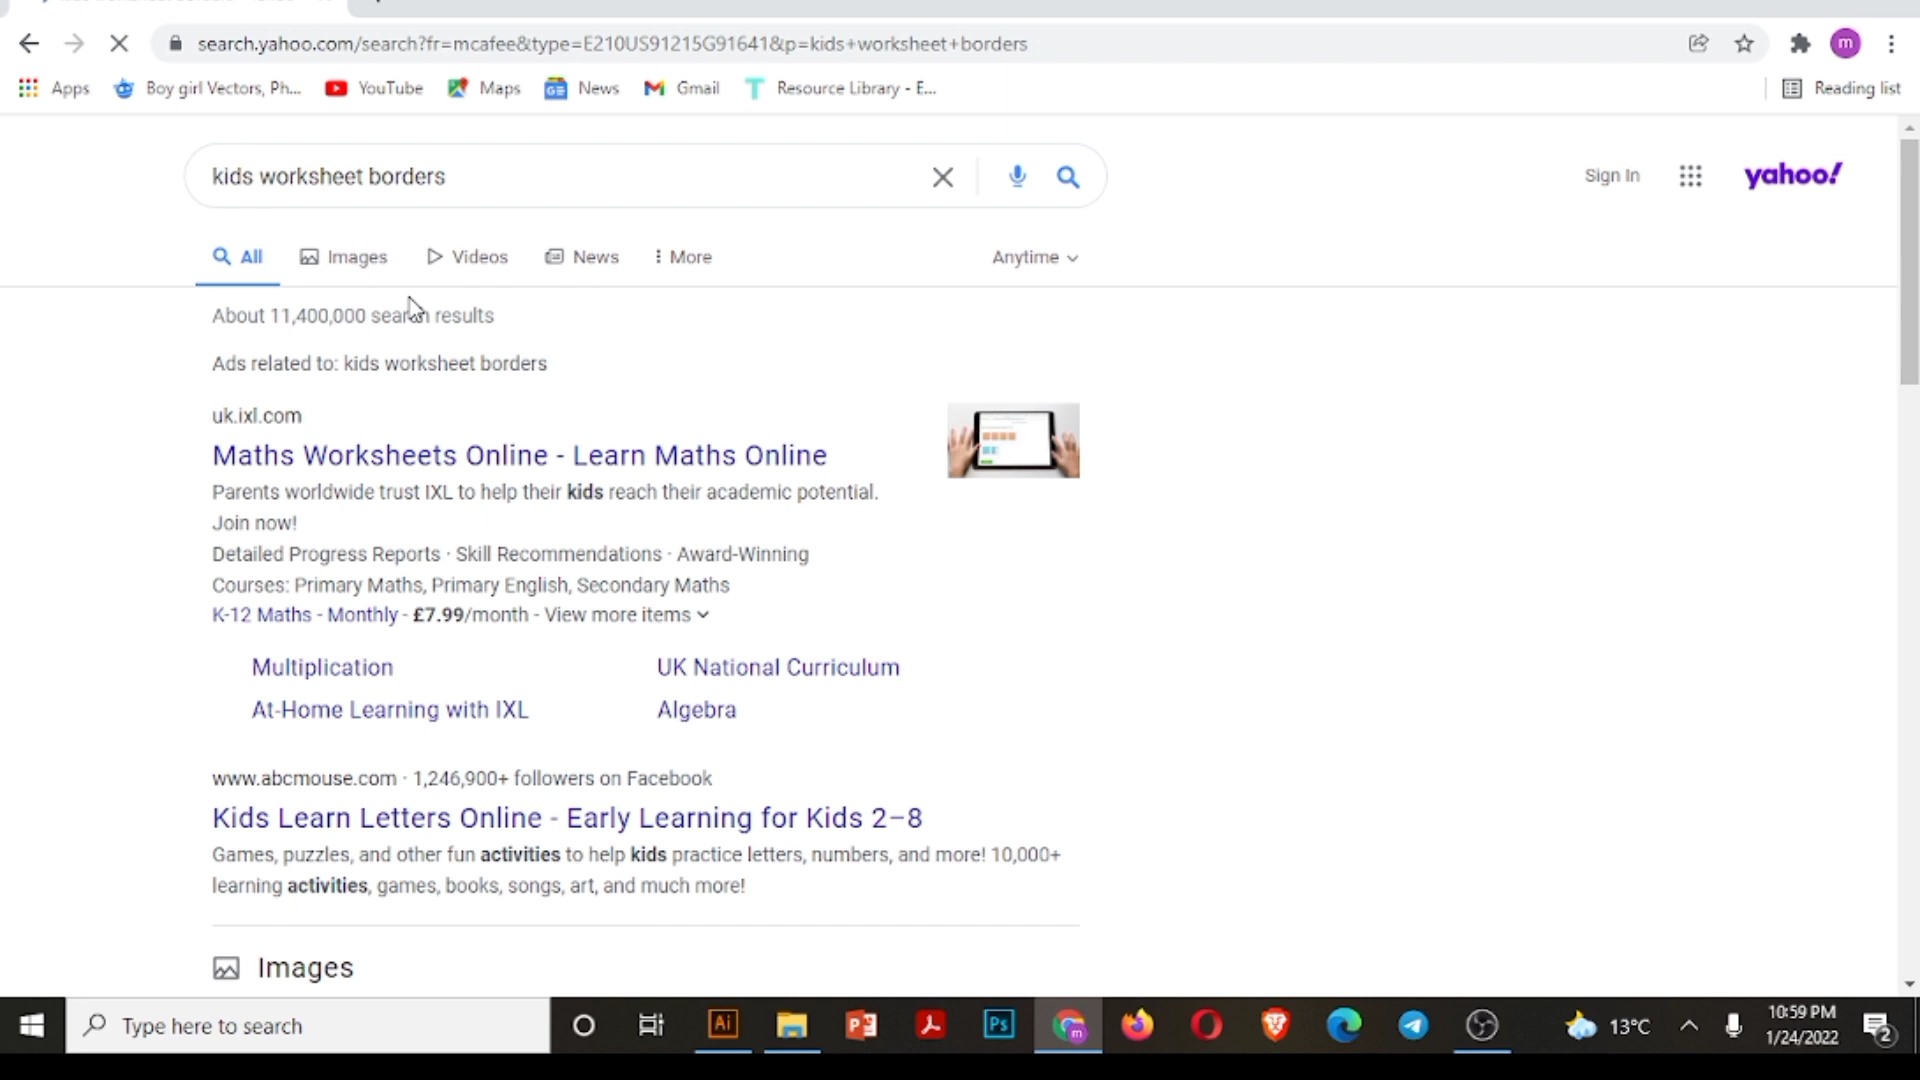 search.yahoo.com/search?fr=mcafee&type=E210US91215G91641&p=kids+worksheet+borders
m
Apps
Boy girl Vectors, Ph...
YouTube
Maps
News
Gmail
Resource Library - E...
Reading list
kids worksheet borders
Sign In
yahoo!
All
Images
Videos
News
More
Anytime
About 11,400,000 search results
Ads related to: kids worksheet borders
uk.ixl.com
Maths Worksheets Online - Learn Maths Online
Parents worldwide trust IXL to help their kids reach their academic potential.
Join now!
Detailed Progress Reports · Skill Recommendations · Award-Winning
Courses: Primary Maths, Primary English, Secondary Maths
K-12 Maths - Monthly - £7.99/month - View more items
Multiplication
UK National Curriculum
At-Home Learning with IXL
Algebra
www.abcmouse.com · 1,246,900+ followers on Facebook
Kids Learn Letters Online - Early Learning for Kids 2–8
Games, puzzles, and other fun activities to help kids practice letters, numbers, and more! 10,000+
learning activities, games, books, songs, art, and much more!
Images
Type here to search
Ai
Ps
m
13°C
10:59 PM
1/24/2022
2